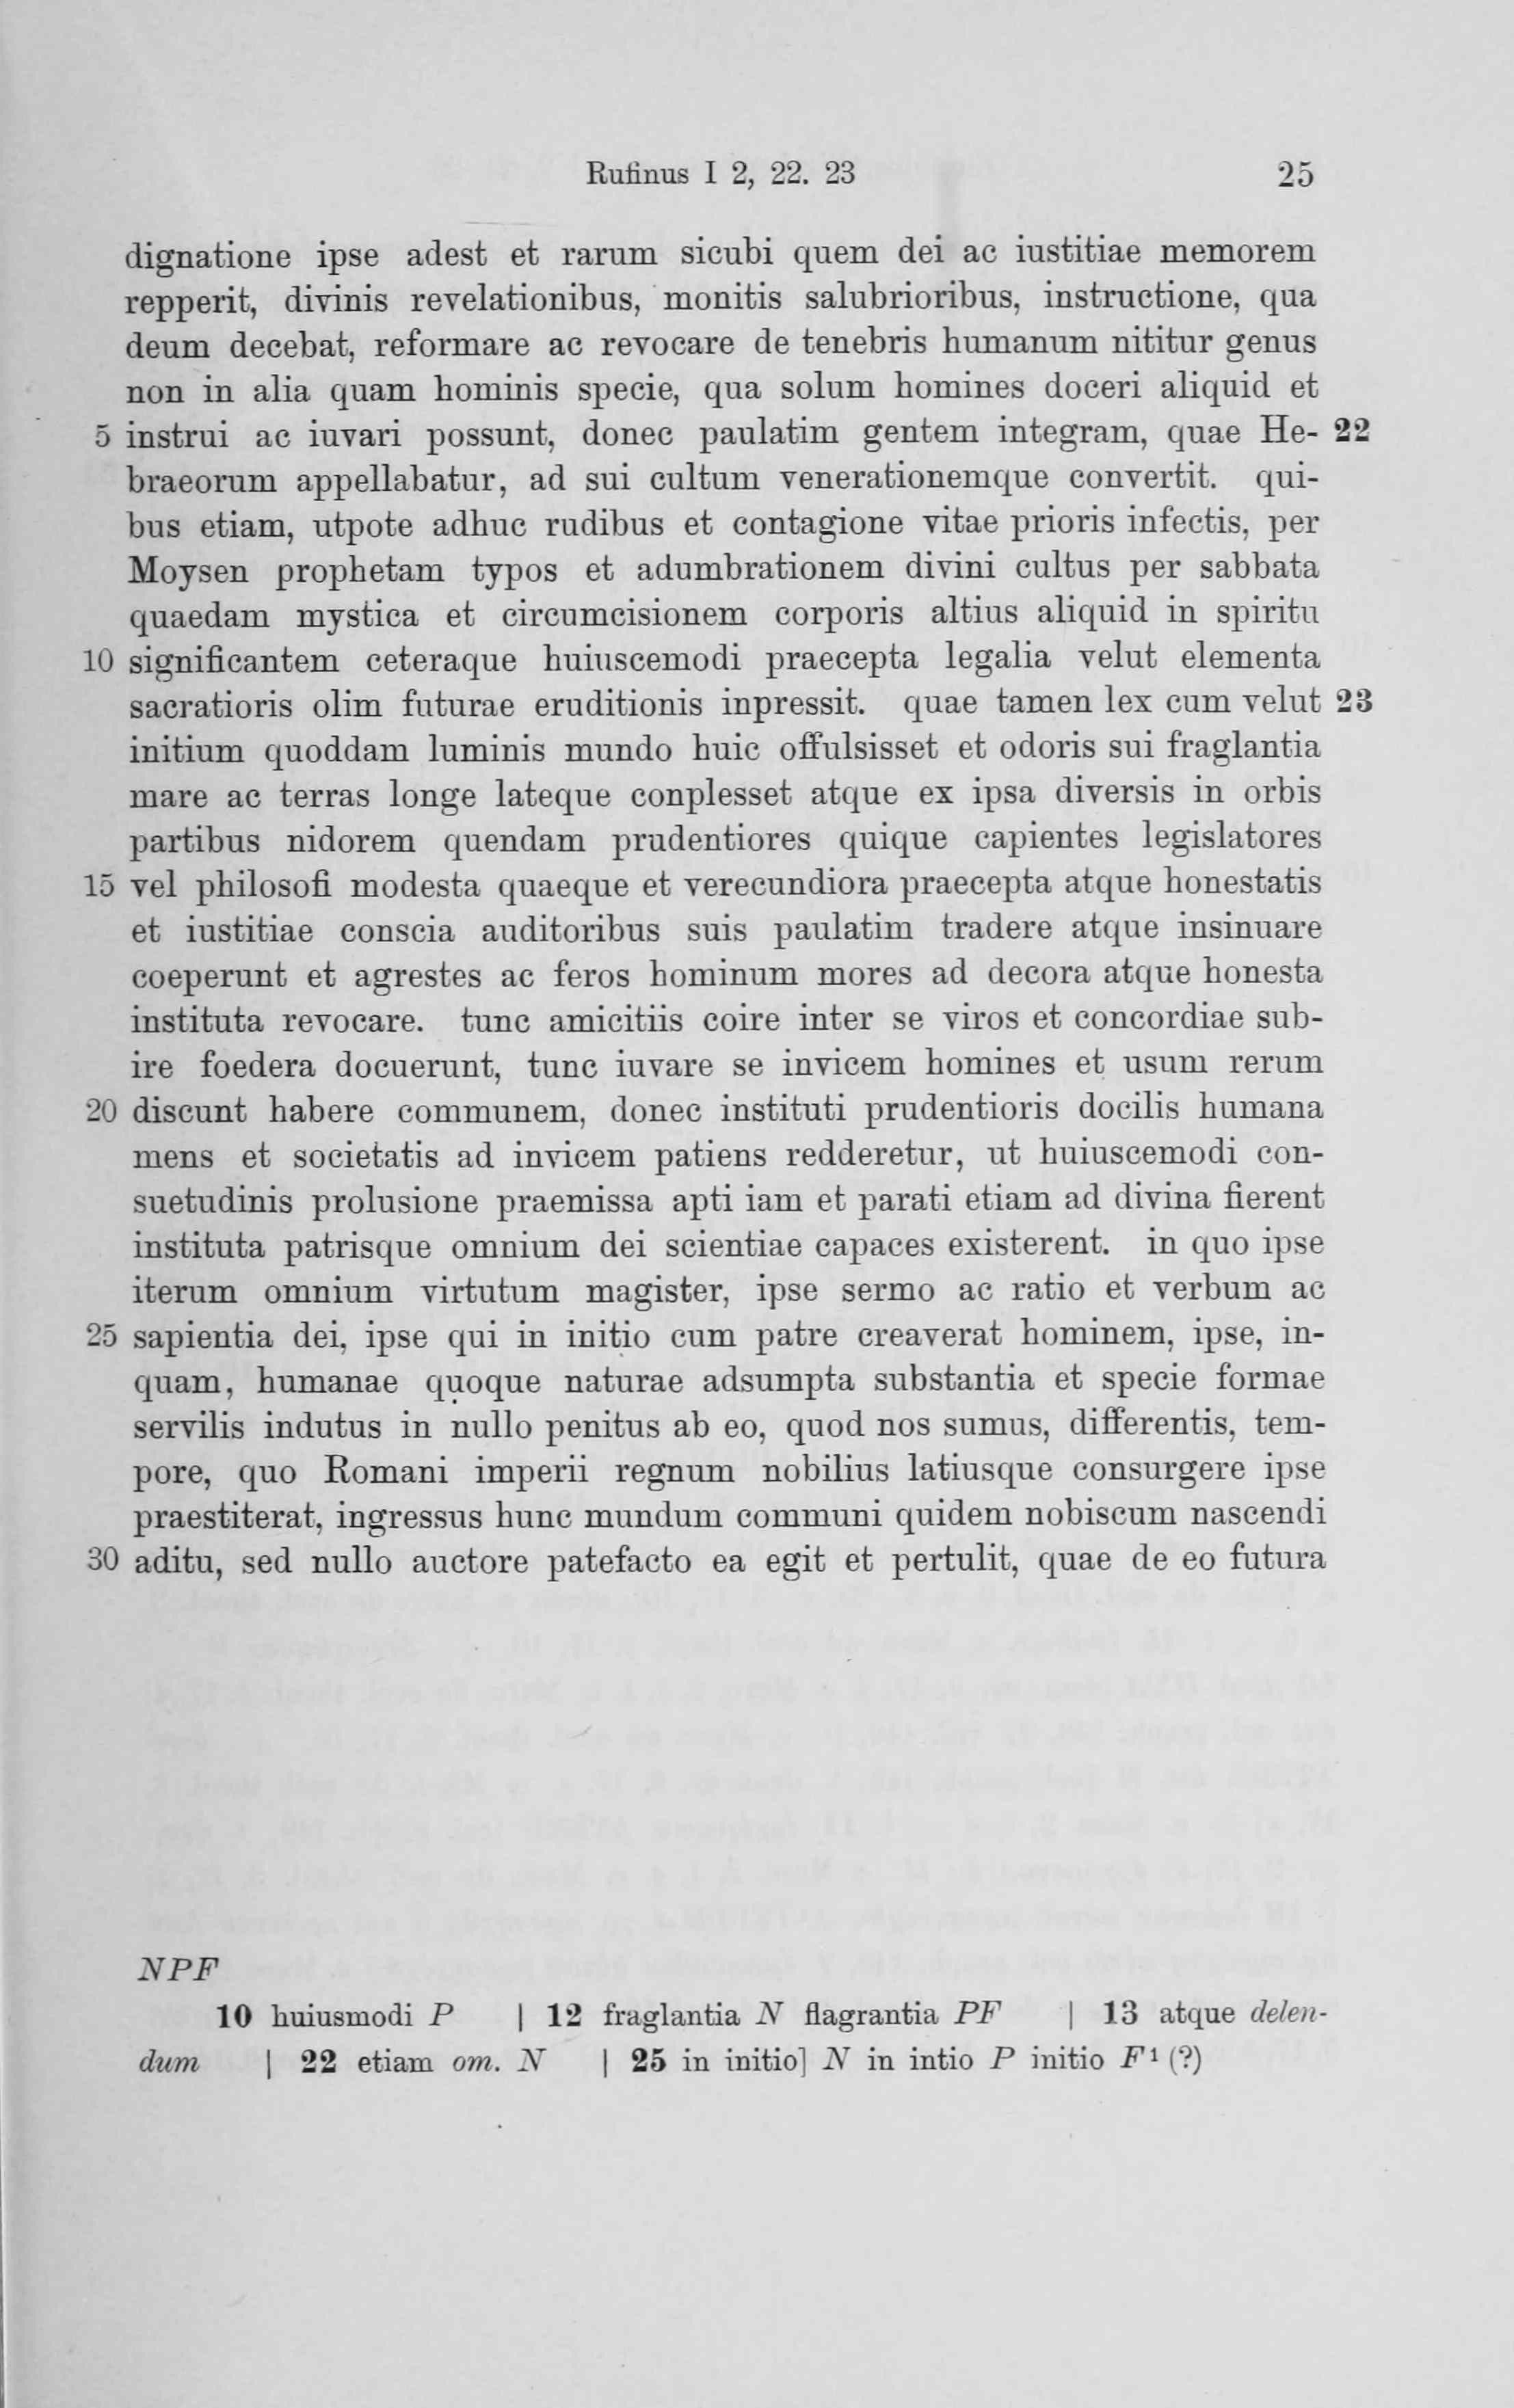 Rufinus I 2, 22. 23 25
dignatione ipse adest et rarum sicubi quem dei ac iustitiae memorem
repperit, divinis revelationibus, monitis salubrioribus, instructione, qua
deum decebat, reformare ac revocare de tenebris humanum nititur genus
non in alia quam hominis specie, qua solum homines doceri aliquid et
5 instrui ac iuvari possunt, donec paulatim gentem integram, quae He- 22
braeorum appellabatur, ad sui cultum venerationemque convertit. qui-
bus etiam, utpote adhuc rudibus et contagione vitae prioris infectis, per
Moysen prophetam typos et adumbrationem divini cultus per sabbata
quaedam mystica et circumcisionem corporis altius aliquid in spiritu
10 significantem ceteraque huiuscemodi praecepta legalia velut elementa
sacratioris olim futurae eruditionis inpressit. quae tamen lex cum velut 23
initium quoddam luminis mundo huic offulsisset et odoris sui fraglantia
mare ac terras longe lateque conplesset atque ex ipsa diversis in orbis
partibus nidorem quendam prudentiores quique capientes legislatores
15 vel philosofi modesta quaeque et verecundiora praecepta atque honestatis
et iustitiae conscia auditoribus suis paulatim tradere atque insinuare
coeperunt et agrestes ac feros hominum mores ad decora atque honesta
instituta revocare. tunc amicitiis coire inter se viros et concordiae sub-
ire foedera docuerunt, tunc iuvare se invicem homines et usum rerum
20 discunt habere communem, donec instituti prudentioris docilis humana
mens et societatis ad invicem patiens redderetur, ut huiuscemodi con-
suetudinis prolusione praemissa apti iam et parati etiam ad divina fierent
instituta patrisque omnium dei scientiae capaces existerent. in quo ipse
iterum omnium virtutum magister, ipse sermo ac ratio et verbum ac
25 sapientia dei, ipse qui in initio cum patre creaverat hominem, ipse, in-
quam, humanae quoque naturae adsumpta substantia et specie formae
servilis indutus in nullo penitus ab eo, quod nos sumus, differentis, tem-
pore, quo Romani imperii regnum nobilius latiusque consurgere ipse
praestiterat, ingressus hunc mundum communi quidem nobiscum nascendi
30 aditu, sed nullo auctore patefacto ea egit et pertulit, quae de eo futura
NPF
10 huiusmodi P | 12 fraglantia N flagrantia PF | 13 atque delen-
dum | 22 etiam om. N | 25 in initio] N in intio P initio F¹ (?)